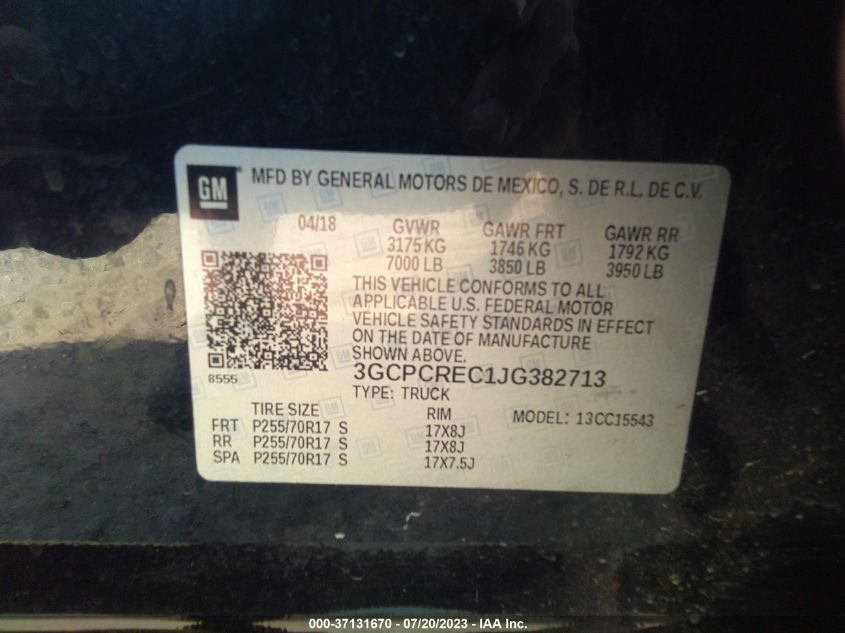 GM
MFD BY GENERAL MOTORS DE MEXICO, S. DE R.L. DE C.V.
04/18 GVWR GAWR FRT GAWR RR
3175 KG 1746 KG 1792 KG
7000 LB 3850 LB 3950 LB
THIS VEHICLE CONFORMS TO ALL
APPLICABLE U.S. FEDERAL MOTOR
VEHICLE SAFETY STANDARDS IN EFFECT
ON THE DATE OF MANUFACTURE
SHOWN ABOVE.
8555
3GCPCREC1JG382713
TYPE: TRUCK
TIRE SIZE RIM MODEL: 13CC15543
FRT P255/70R17 S 17X8J
RR P255/70R17 S 17X8J
SPA P255/70R17 S 17X7.5J
000-37131670 - 07/20/2023 - IAA Inc.